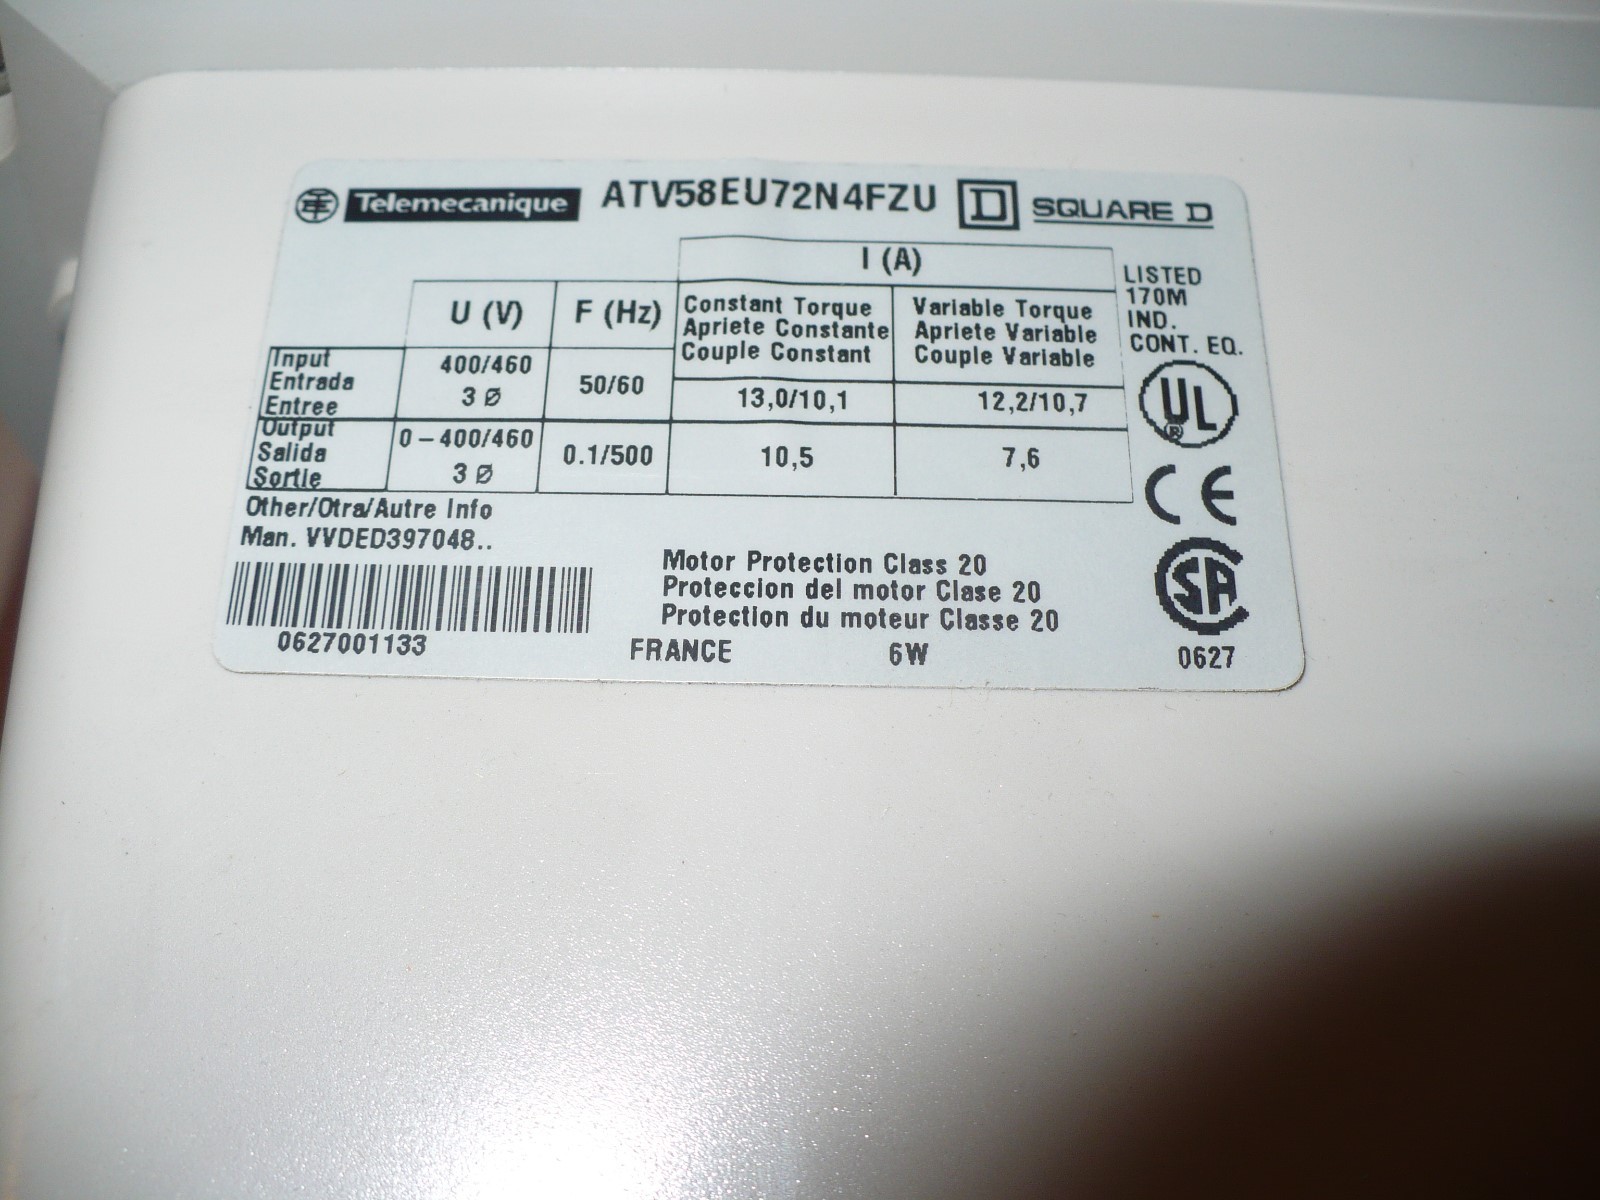 Telemecanique ATV58EU72N4FZU D SQUARE D
I (A)
U (V) F (Hz) Constant Torque Variable Torque
Apriete Constante Apriete Variable
Couple Constant Couple Variable
LISTED
170M
IND.
CONT. EQ.
Input
Entrada
Entree
400/460
3 Ø
50/60
13,0/10,1
12,2/10,7
Output
Salida
Sortie
0-400/460
3 Ø
0.1/500
10,5
7,6
UL
®
CE
SA
Other/Otra/Autre Info
Man. VVDED397048..
0627001133
Motor Protection Class 20
Proteccion del motor Clase 20
Protection du moteur Classe 20
FRANCE 6W 0627